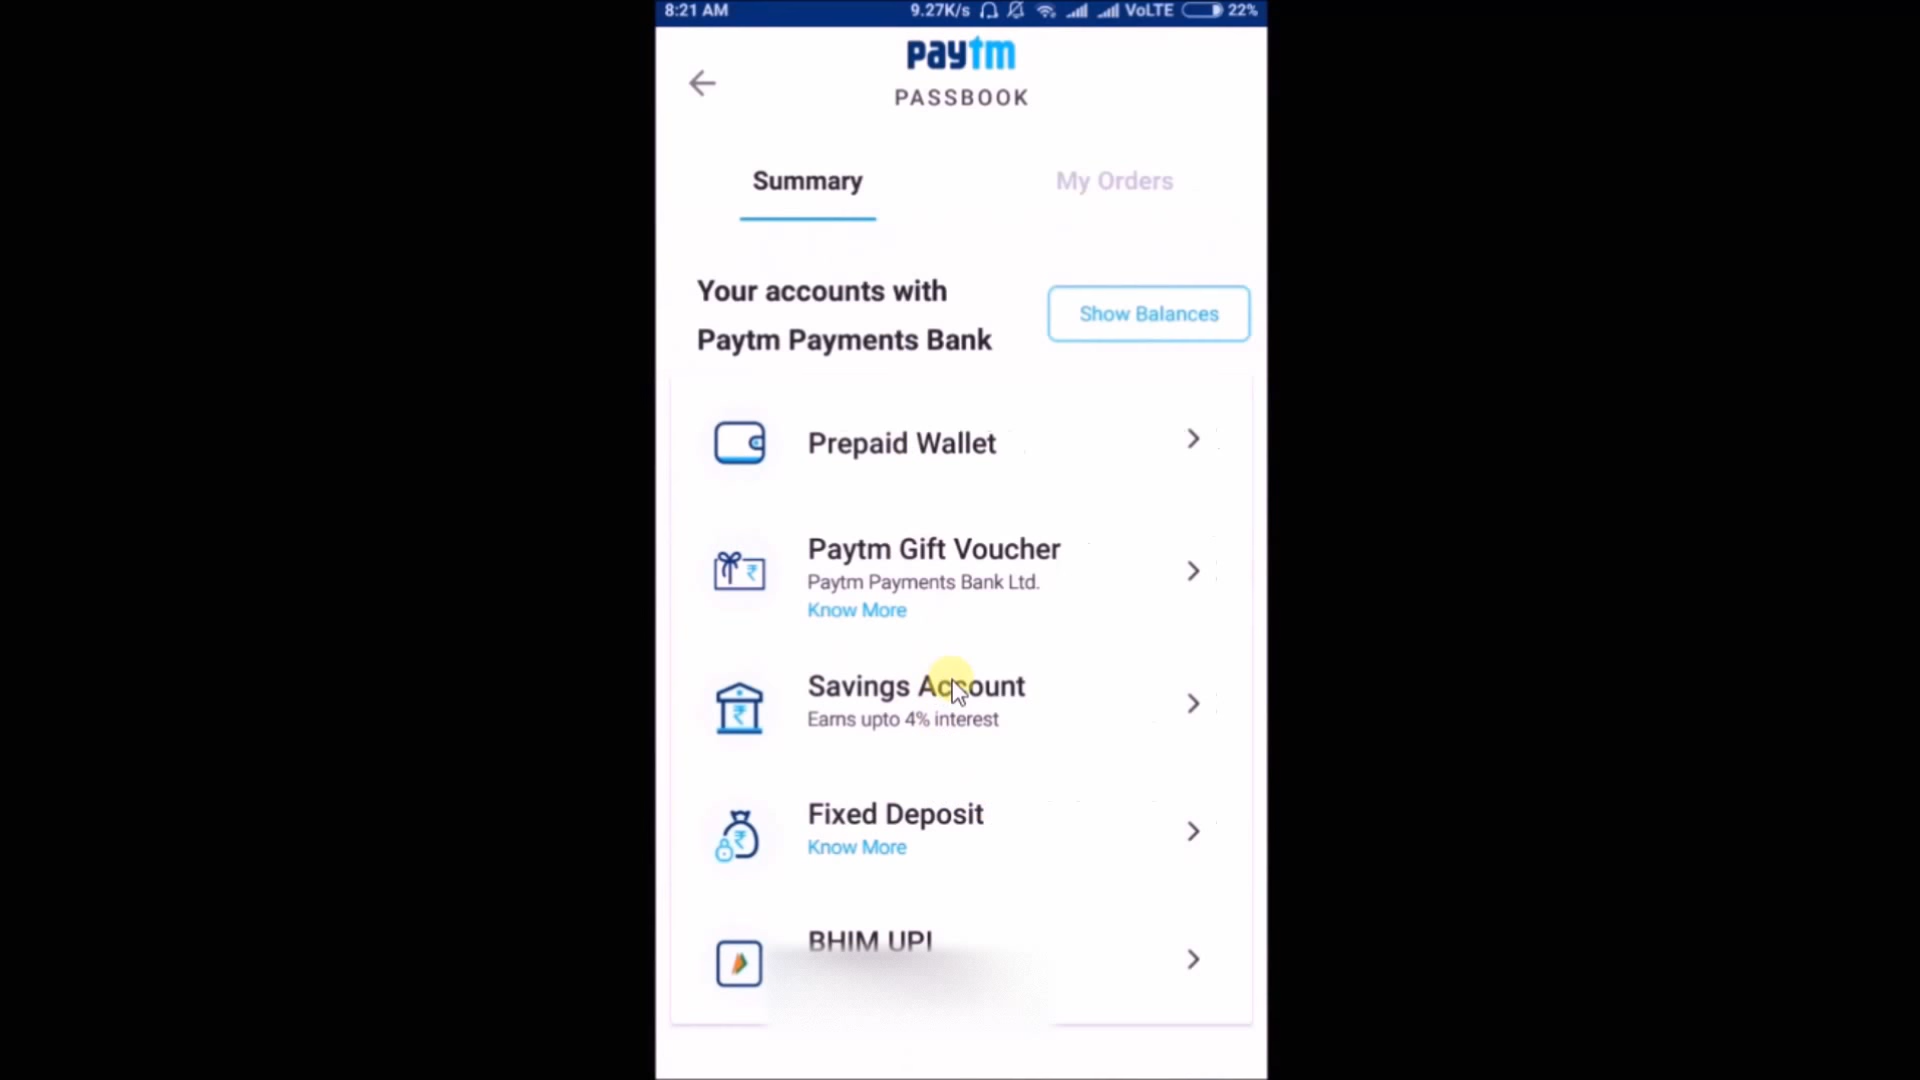 8:21 AM 9.27K/s VoLTE 22%
paytm
PASSBOOK
Summary My Orders
Your accounts with
Paytm Payments Bank
Show Balances
Prepaid Wallet
Paytm Gift Voucher
Paytm Payments Bank Ltd.
Know More
Savings Account
Earns upto 4% interest
Fixed Deposit
Know More
BHIM UPI